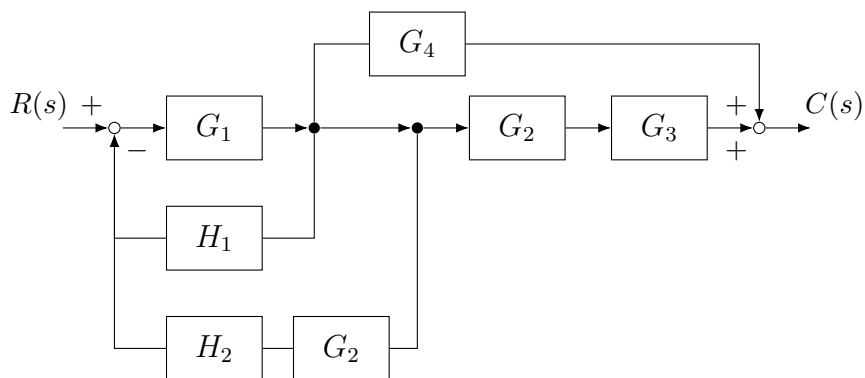 G₄
R(s) + G₁ G₂ G₃ + C(s)
− +
H₁
H₂ G₂